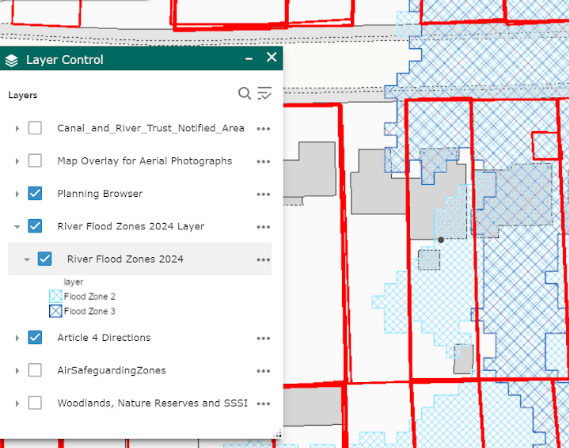 Layer Control
Layers
Canal_and_River_Trust_Notified_Area
Map Overlay for Aerial Photographs
Planning Browser
River Flood Zones 2024 Layer
River Flood Zones 2024
layer
Flood Zone 2
Flood Zone 3
Article 4 Directions
AirSafeguardingZones
Woodlands, Nature Reserves and SSSI